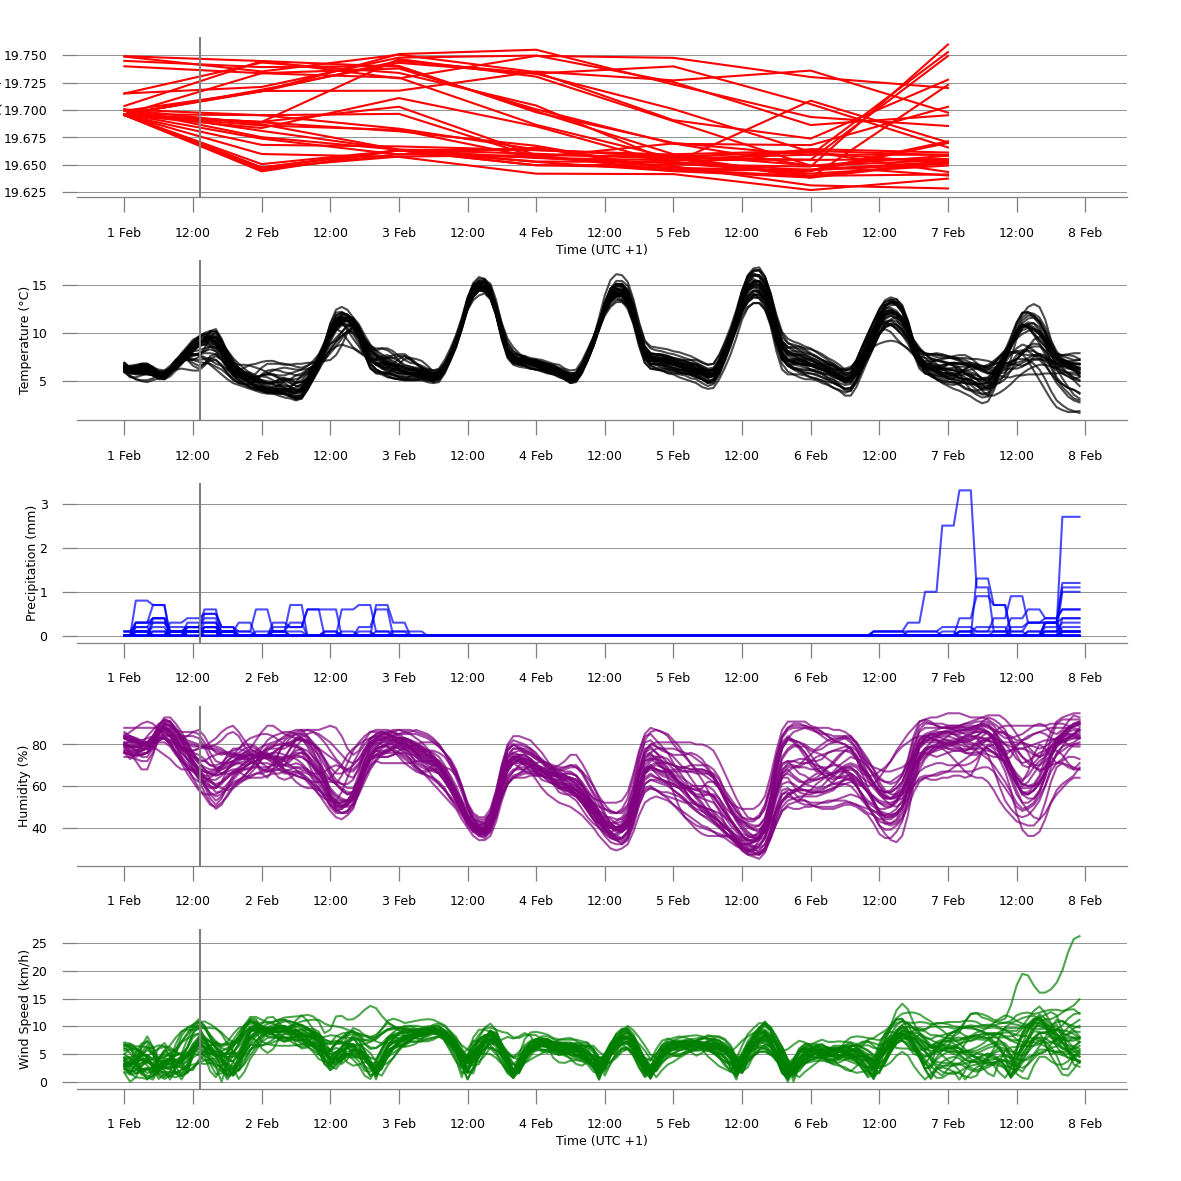 19.750
19.725
19.700
19.675
19.650
19.625
1 Feb 12:00 2 Feb 12:00 3 Feb 12:00 4 Feb 12:00 5 Feb 12:00 6 Feb 12:00 7 Feb 12:00 8 Feb
Time (UTC +1)
Temperature (°C)
15
10
5
1 Feb 12:00 2 Feb 12:00 3 Feb 12:00 4 Feb 12:00 5 Feb 12:00 6 Feb 12:00 7 Feb 12:00 8 Feb
Precipitation (mm)
3
2
1
0
1 Feb 12:00 2 Feb 12:00 3 Feb 12:00 4 Feb 12:00 5 Feb 12:00 6 Feb 12:00 7 Feb 12:00 8 Feb
Humidity (%)
80
60
40
1 Feb 12:00 2 Feb 12:00 3 Feb 12:00 4 Feb 12:00 5 Feb 12:00 6 Feb 12:00 7 Feb 12:00 8 Feb
Wind Speed (km/h)
25
20
15
10
5
0
1 Feb 12:00 2 Feb 12:00 3 Feb 12:00 4 Feb 12:00 5 Feb 12:00 6 Feb 12:00 7 Feb 12:00 8 Feb
Time (UTC +1)